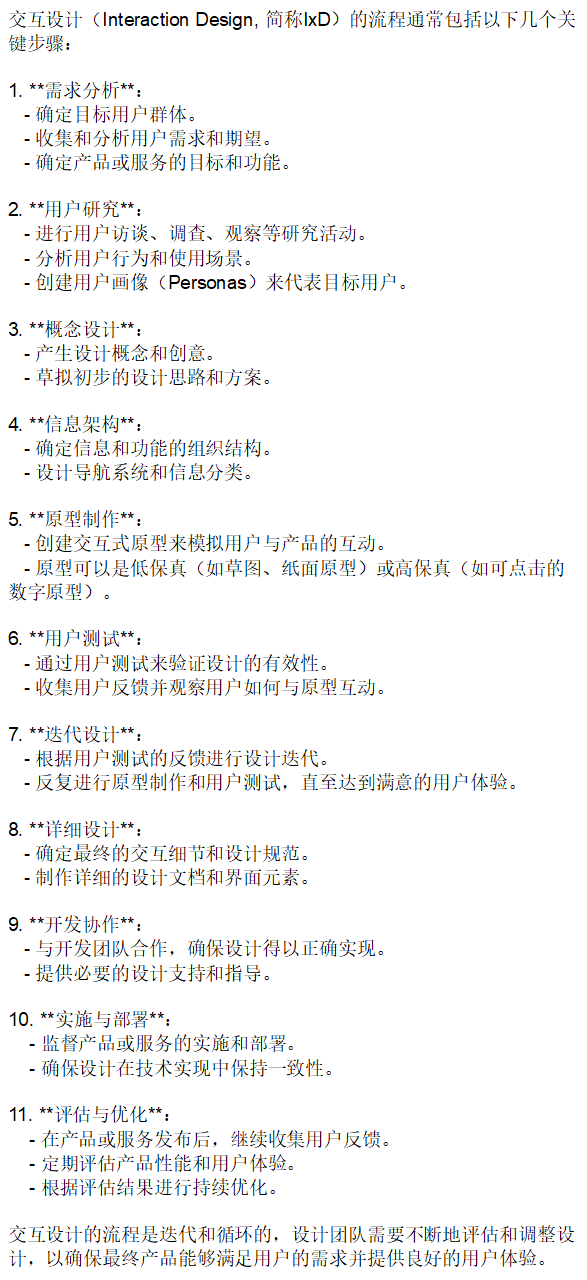 交互设计（Interaction Design, 简称IxD）的流程通常包括以下几个关
键步骤：
1. **需求分析**：
- 确定目标用户群体。
- 收集和分析用户需求和期望。
- 确定产品或服务的目标和功能。
2. **用户研究**：
- 进行用户访谈、调查、观察等研究活动。
- 分析用户行为和使用场景。
- 创建用户画像（Personas）来代表目标用户。
3. **概念设计**：
- 产生设计概念和创意。
- 草拟初步的设计思路和方案。
4. **信息架构**：
- 确定信息和功能的组织结构。
- 设计导航系统和信息分类。
5. **原型制作**：
- 创建交互式原型来模拟用户与产品的互动。
- 原型可以是低保真（如草图、纸面原型）或高保真（如可点击的
数字原型）。
6. **用户测试**：
- 通过用户测试来验证设计的有效性。
- 收集用户反馈并观察用户如何与原型互动。
7. **迭代设计**：
- 根据用户测试的反馈进行设计迭代。
- 反复进行原型制作和用户测试，直至达到满意的用户体验。
8. **详细设计**：
- 确定最终的交互细节和设计规范。
- 制作详细的设计文档和界面元素。
9. **开发协作**：
- 与开发团队合作，确保设计得以正确实现。
- 提供必要的设计支持和指导。
10. **实施与部署**：
- 监督产品或服务的实施和部署。
- 确保设计在技术实现中保持一致性。
11. **评估与优化**：
- 在产品或服务发布后，继续收集用户反馈。
- 定期评估产品性能和用户体验。
- 根据评估结果进行持续优化。
交互设计的流程是迭代和循环的，设计团队需要不断地评估和调整设
计，以确保最终产品能够满足用户的需求并提供良好的用户体验。